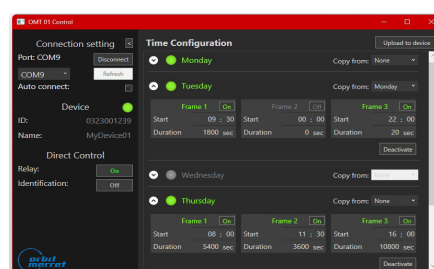 OMT 01 Control
Connection setting
Port: COM9 Disconnect
COM9 Refresh
Auto connect:
Device
ID: 0323001239
Name: MyDevice01
Direct Control
Relay: On
Identification: Off
orbit
merret
Time Configuration Upload to device
Monday Copy from: None
Tuesday Copy from: Monday
Frame 1 On Frame 2 Off Frame 3 On
Start 09 : 30 Start 00 : 00 Start 22 : 00
Duration 1800 sec Duration 0 sec Duration 20 sec
Deactivate
Wednesday Copy from:
Thursday Copy from: None
Frame 1 On Frame 2 On Frame 3 On
Start 08 : 00 Start 11 : 30 Start 16 : 00
Duration 5400 sec Duration 3600 sec Duration 10800 sec
Deactivate